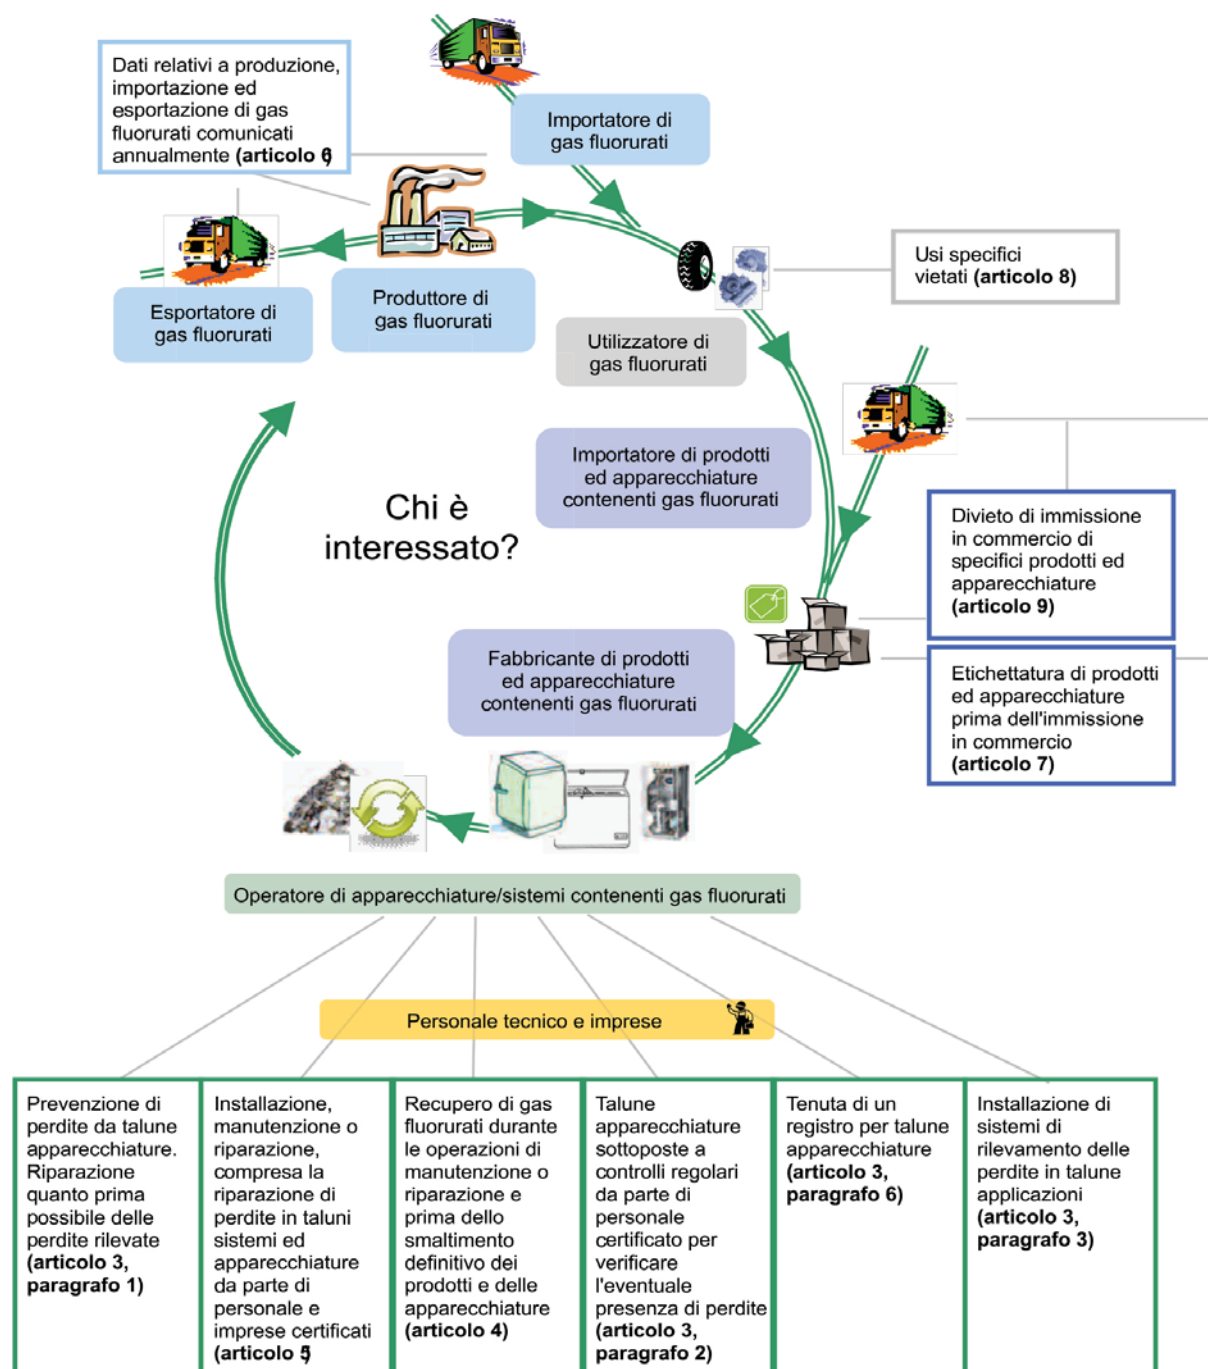 Dati relativi a produzione,
importazione ed
esportazione di gas
fluorurati comunicati
annualmente (articolo 6)
Importatore di
gas fluorurati
Esportatore di
gas fluorurati
Produttore di
gas fluorurati
Usi specifici
vietati (articolo 8)
Utilizzatore di
gas fluorurati
Importatore di prodotti
ed apparecchiature
contenenti gas fluorurati
Chi è
interessato?
Divieto di immissione
in commercio di
specifici prodotti ed
apparecchiature
(articolo 9)
Fabbricante di prodotti
ed apparecchiature
contenenti gas fluorurati
Etichettatura di prodotti
ed apparecchiature
prima dell'immissione
in commercio
(articolo 7)
Operatore di apparecchiature/sistemi contenenti gas fluorurati
Personale tecnico e imprese
Prevenzione di
perdite da talune
apparecchiature.
Riparazione
quanto prima
possibile delle
perdite rilevate
(articolo 3,
paragrafo 1)
Installazione,
manutenzione o
riparazione,
compresa la
riparazione di
perdite in taluni
sistemi ed
apparecchiature
da parte di
personale e
imprese certificati
(articolo 5)
Recupero di gas
fluorurati durante
le operazioni di
manutenzione o
riparazione e
prima dello
smaltimento
definitivo dei
prodotti e delle
apparecchiature
(articolo 4)
Talune
apparecchiature
sottoposte a
controlli regolari
da parte di
personale
certificato per
verificare
l'eventuale
presenza di perdite
(articolo 3,
paragrafo 2)
Tenuta di un
registro per talune
apparecchiature
(articolo 3,
paragrafo 6)
Installazione di
sistemi di
rilevamento delle
perdite in talune
applicazioni
(articolo 3,
paragrafo 3)